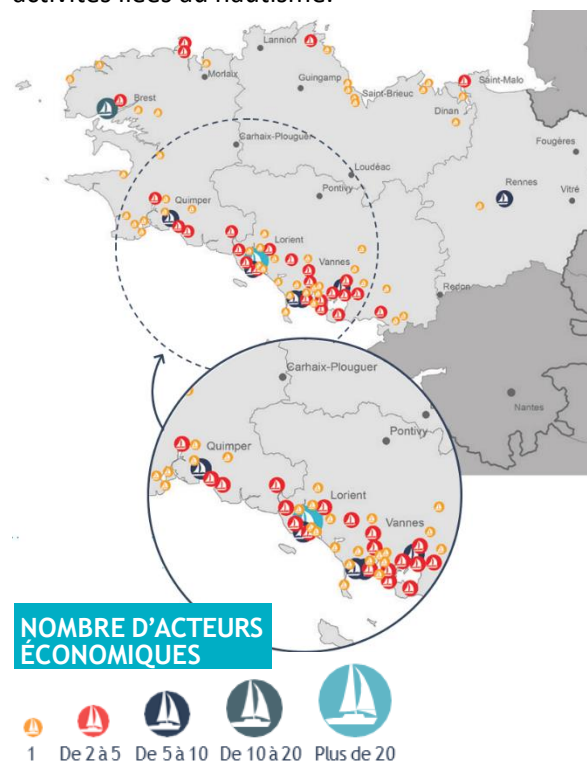 activités liées au nautisme.
Lannion
Morlaix
Guingamp
Saint-Brieuc
Saint-Malo
Brest
Dinan
Fougères
Carhaix-Plouguer
Loudéac
Rennes
Vitré
Pontivy
Quimper
Lorient
Vannes
Redon
Nantes
Carhaix-Plouguer
Pontivy
Quimper
Lorient
Vannes
NOMBRE D'ACTEURS
ÉCONOMIQUES
1 De 2 à 5 De 5 à 10 De 10 à 20 Plus de 20